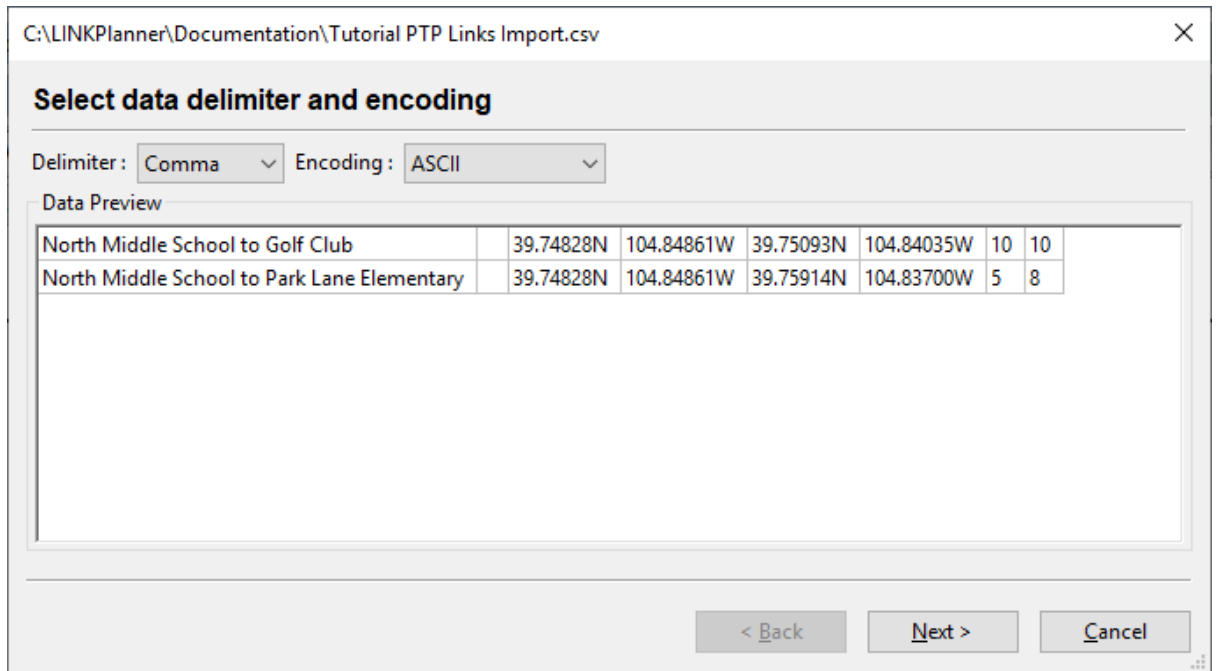 C:\LINKPlanner\Documentation\Tutorial PTP Links Import.csv
Select data delimiter and encoding
Delimiter : Comma Encoding : ASCII
Data Preview
North Middle School to Golf Club 39.74828N 104.84861W 39.75093N 104.84035W 10 10
North Middle School to Park Lane Elementary 39.74828N 104.84861W 39.75914N 104.83700W 5 8
< Back Next > Cancel